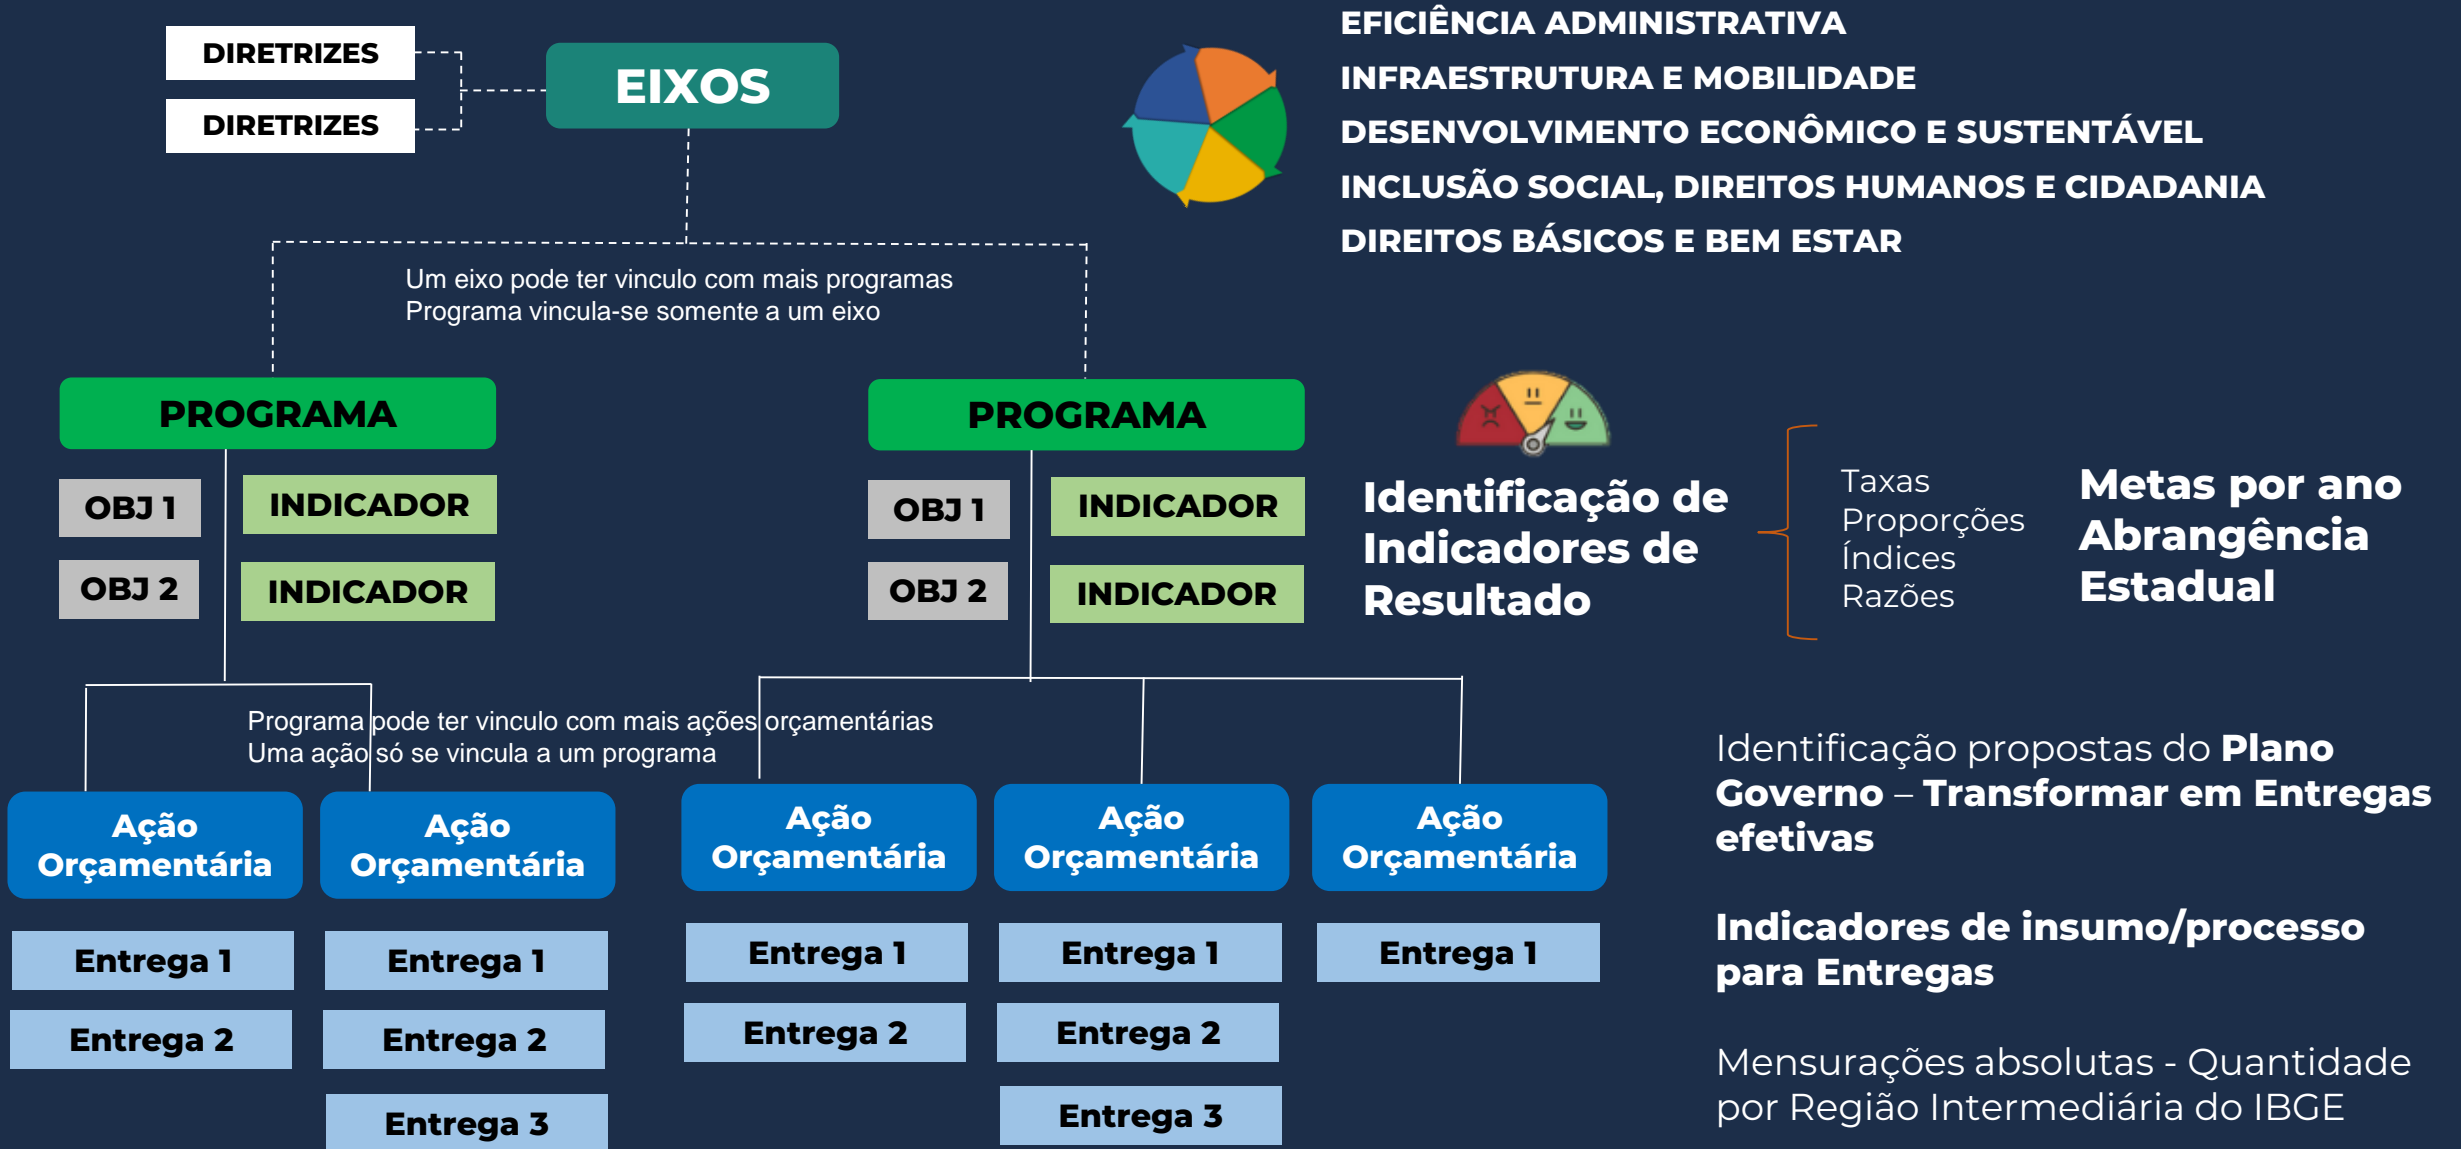 DIRETRIZES
DIRETRIZES
EIXOS
EFICIÊNCIA ADMINISTRATIVA
INFRAESTRUTURA E MOBILIDADE
DESENVOLVIMENTO ECONÔMICO E SUSTENTÁVEL
INCLUSÃO SOCIAL, DIREITOS HUMANOS E CIDADANIA
DIREITOS BÁSICOS E BEM ESTAR
Um eixo pode ter vinculo com mais programas
Programa vincula-se somente a um eixo
PROGRAMA
OBJ 1
INDICADOR
OBJ 2
INDICADOR
PROGRAMA
OBJ 1
INDICADOR
OBJ 2
INDICADOR
Identificação de
Indicadores de
Resultado
Taxas
Proporções
Índices
Razões
Metas por ano
Abrangência
Estadual
Programa pode ter vinculo com mais ações orçamentárias
Uma ação só se vincula a um programa
Ação
Orçamentária
Entrega 1
Entrega 2
Ação
Orçamentária
Entrega 1
Entrega 2
Entrega 3
Ação
Orçamentária
Entrega 1
Entrega 2
Ação
Orçamentária
Entrega 1
Entrega 2
Entrega 3
Ação
Orçamentária
Entrega 1
Identificação propostas do Plano
Governo – Transformar em Entregas
efetivas
Indicadores de insumo/processo
para Entregas
Mensurações absolutas - Quantidade
por Região Intermediária do IBGE